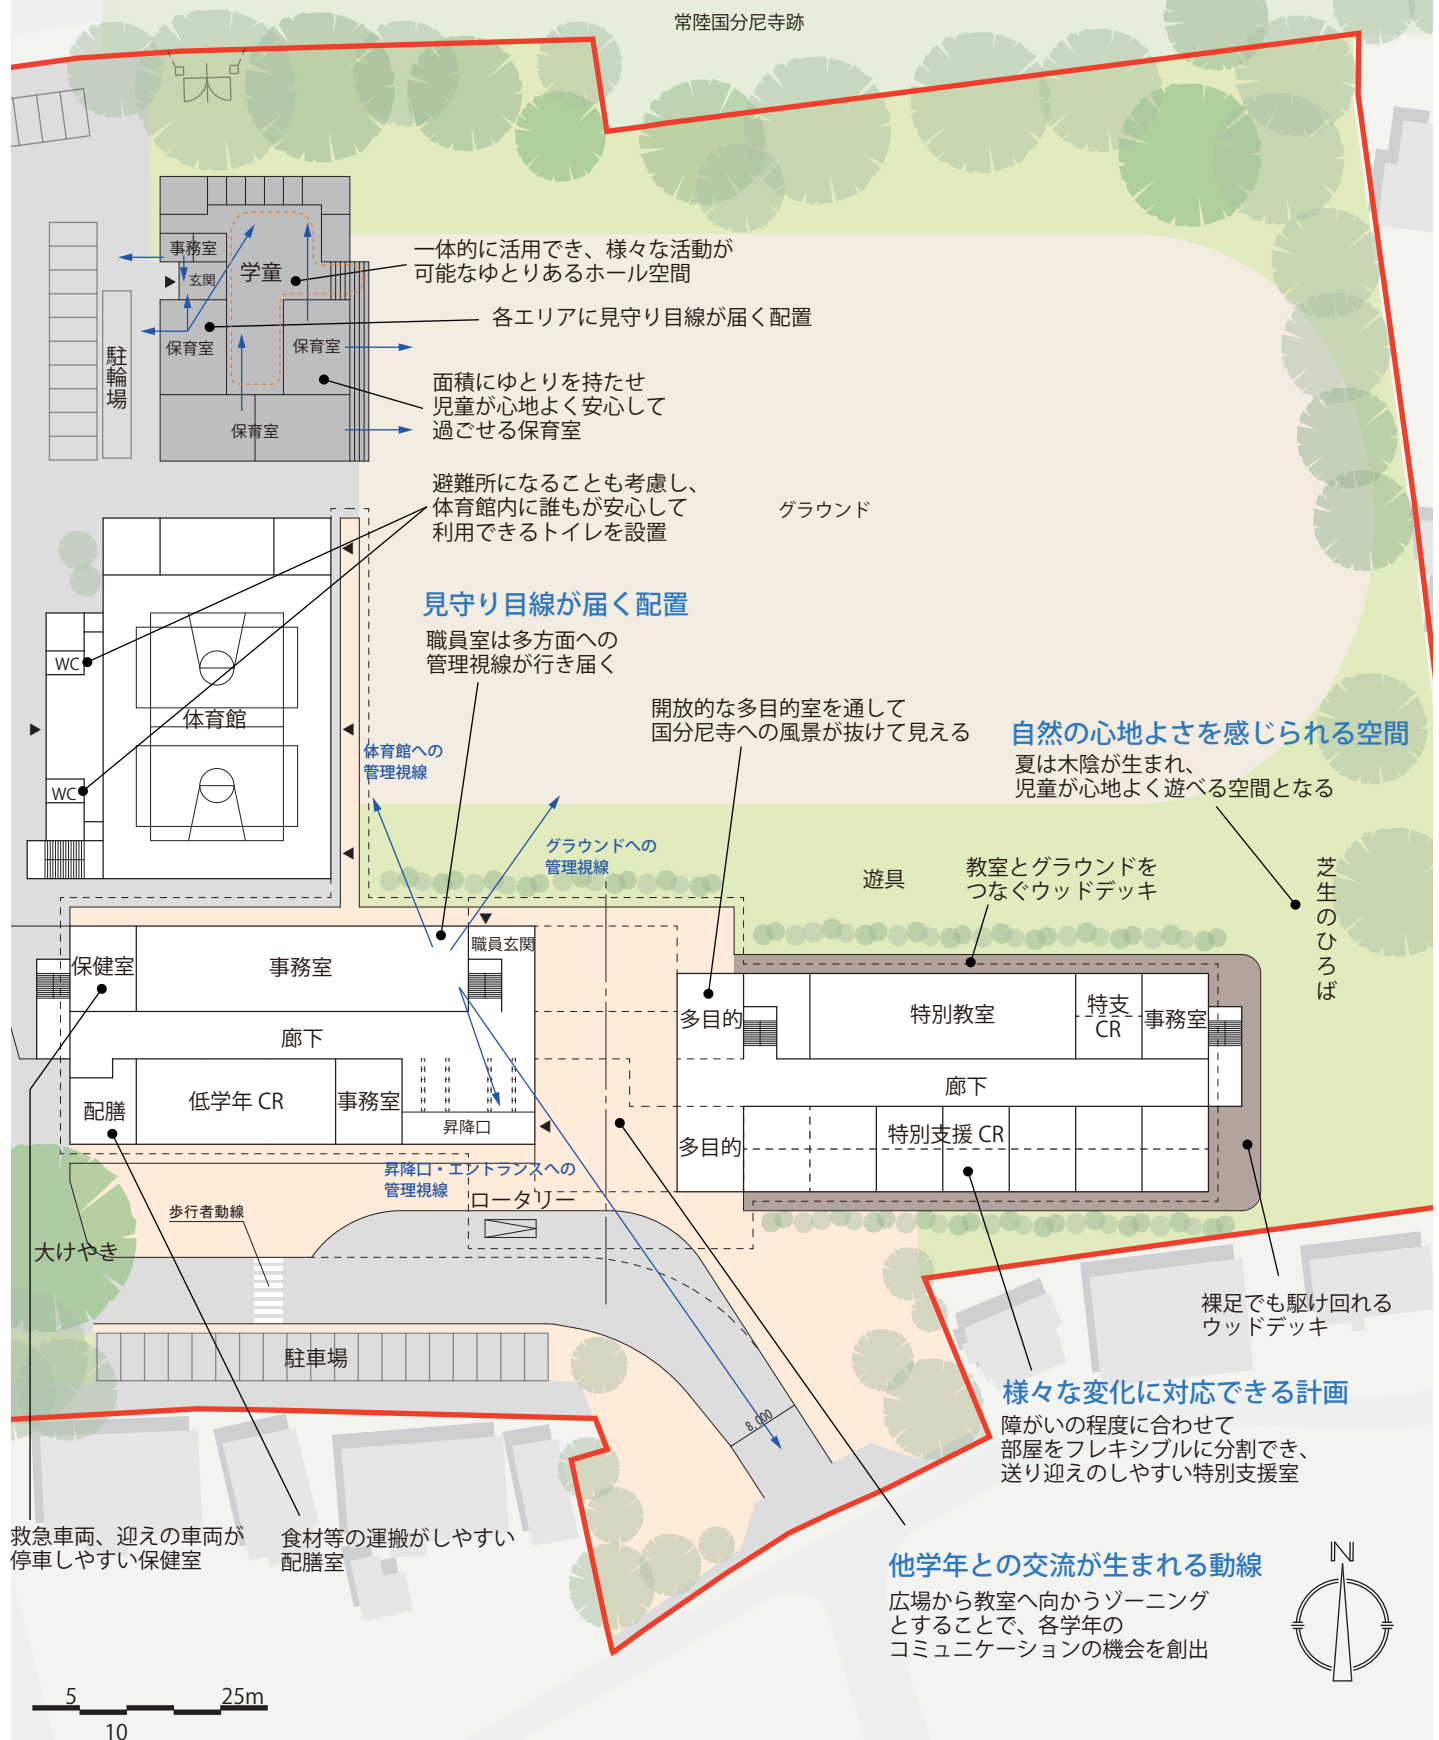 常陸国分尼寺跡
一体的に活用でき、様々な活動が
可能なゆとりあるホール空間
事務室
学童
玄関
各エリアに見守り目線が届く配置
保育室
保育室
駐輪場
面積にゆとりを持たせ
児童が心地よく安心して
過ごせる保育室
保育室
避難所になることも考慮し、
体育館内に誰もが安心して
利用できるトイレを設置
グラウンド
見守り目線が届く配置
職員室は多方面への
管理視線が行き届く
WC
体育館
WC
体育館への
管理視線
開放的な多目的室を通して
国分尼寺への風景が抜けて見える
自然の心地よさを感じられる空間
夏は木陰が生まれ、
児童が心地よく遊べる空間となる
グラウンドへの
管理視線
遊具
教室とグラウンドを
つなぐウッドデッキ
芝生のひろば
職員玄関
保健室
事務室
廊下
配膳
低学年 CR
事務室
昇降口
多目的
特別教室
特支
CR
事務室
廊下
多目的
特別支援 CR
昇降口・エントランスへの
管理視線
ロータリー
歩行者動線
大けやき
駐車場
8,000
裸足でも駆け回れる
ウッドデッキ
様々な変化に対応できる計画
障がいの程度に合わせて
部屋をフレキシブルに分割でき、
送り迎えのしやすい特別支援室
救急車両、迎えの車両が
停車しやすい保健室
食材等の運搬がしやすい
配膳室
他学年との交流が生まれる動線
広場から教室へ向かうゾーニング
とすることで、各学年の
コミュニケーションの機会を創出
N
5
25m
10